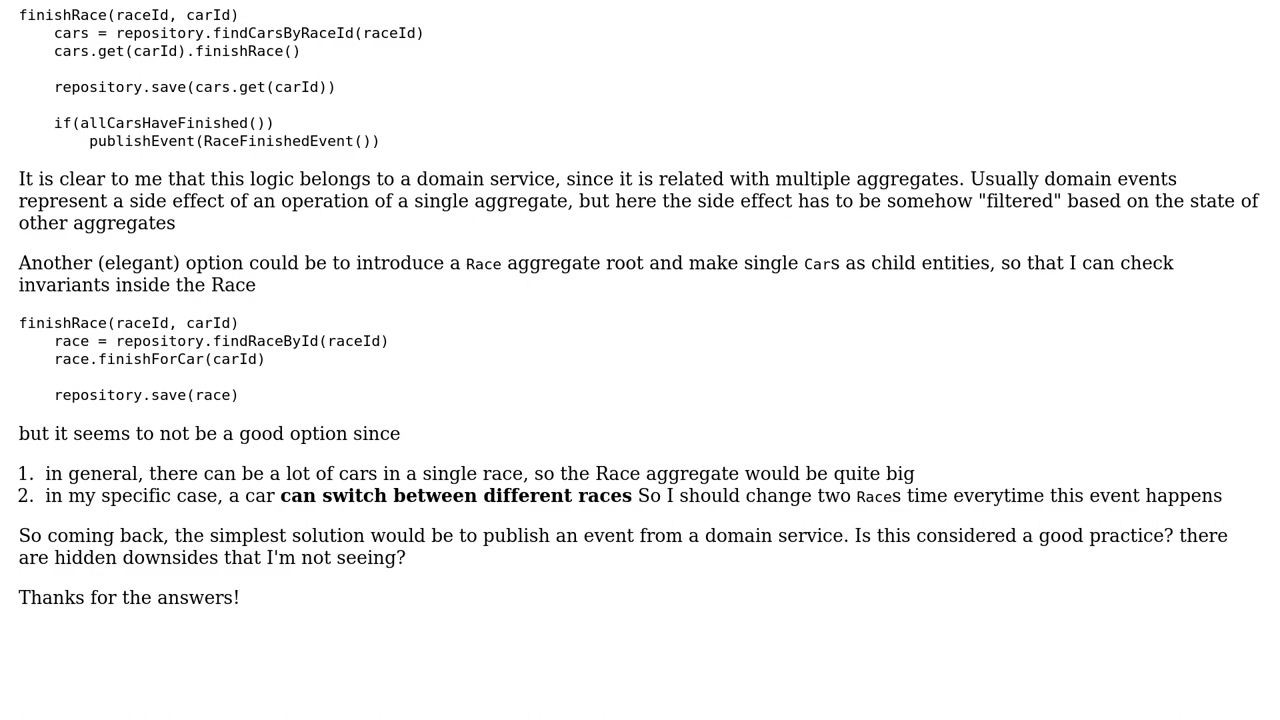 finishRace(raceId, carId)
    cars = repository.findCarsByRaceId(raceId)
    cars.get(carId).finishRace()

    repository.save(cars.get(carId))

    if(allCarsHaveFinished())
        publishEvent(RaceFinishedEvent())

It is clear to me that this logic belongs to a domain service, since it is related with multiple aggregates. Usually domain events
represent a side effect of an operation of a single aggregate, but here the side effect has to be somehow "filtered" based on the state of
other aggregates

Another (elegant) option could be to introduce a Race aggregate root and make single Cars as child entities, so that I can check
invariants inside the Race

finishRace(raceId, carId)
    race = repository.findRaceById(raceId)
    race.finishForCar(carId)

    repository.save(race)

but it seems to not be a good option since

1. in general, there can be a lot of cars in a single race, so the Race aggregate would be quite big
2. in my specific case, a car can switch between different races So I should change two Races time everytime this event happens

So coming back, the simplest solution would be to publish an event from a domain service. Is this considered a good practice? there
are hidden downsides that I'm not seeing?

Thanks for the answers!